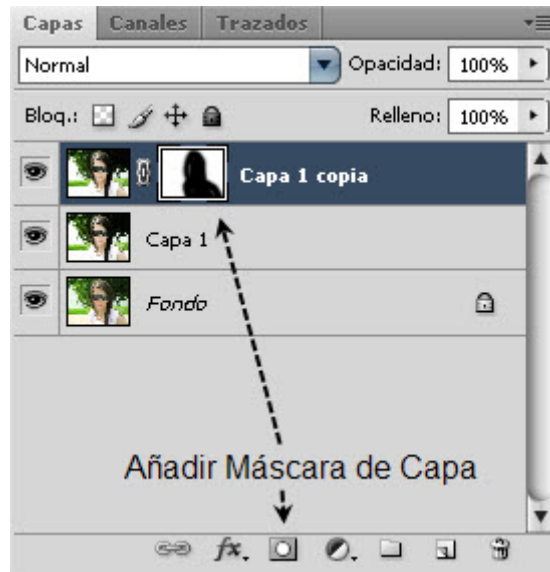 Capas Canales Trazados
Normal Opacidad: 100%
Bloq.: Relleno: 100%
Capa 1 copia
Capa 1
Fondo
Añadir Máscara de Capa
fx.